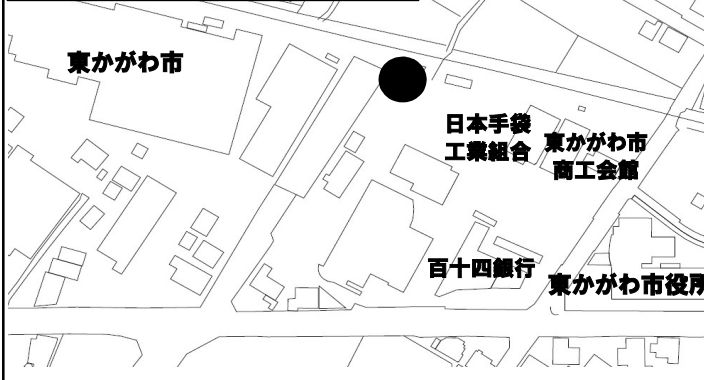 東かがわ市
日本手袋
工業組合
東かがわ市
商工会館
百十四銀行
東かがわ市役所